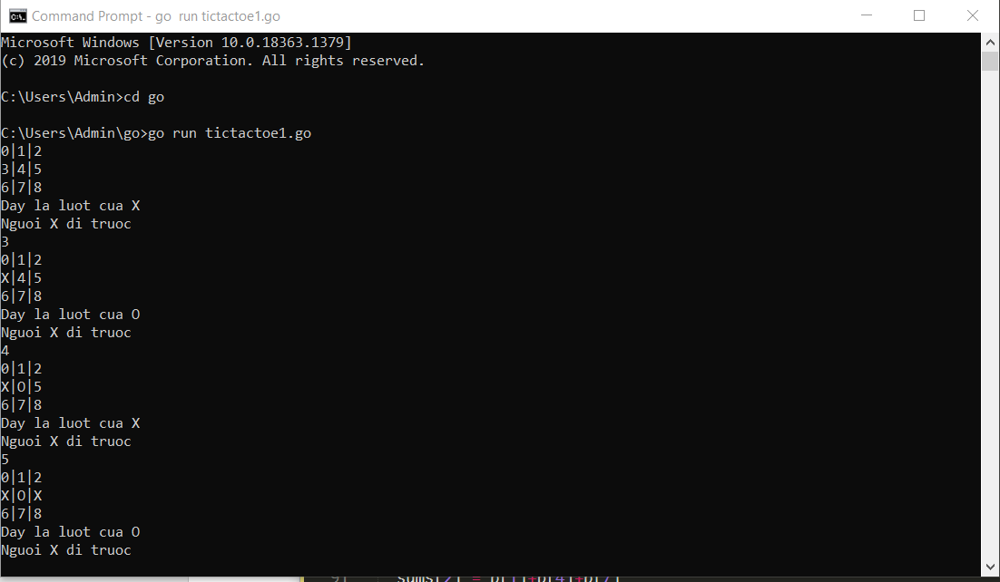 Command Prompt - go  run tictactoe1.go
Microsoft Windows [Version 10.0.18363.1379]
(c) 2019 Microsoft Corporation. All rights reserved.
C:\Users\Admin>cd go
C:\Users\Admin\go>go run tictactoe1.go
0|1|2
3|4|5
6|7|8
Day la luot cua X
Nguoi X di truoc
3
0|1|2
X|4|5
6|7|8
Day la luot cua O
Nguoi X di truoc
4
0|1|2
X|O|5
6|7|8
Day la luot cua X
Nguoi X di truoc
5
0|1|2
X|O|X
6|7|8
Day la luot cua O
Nguoi X di truoc